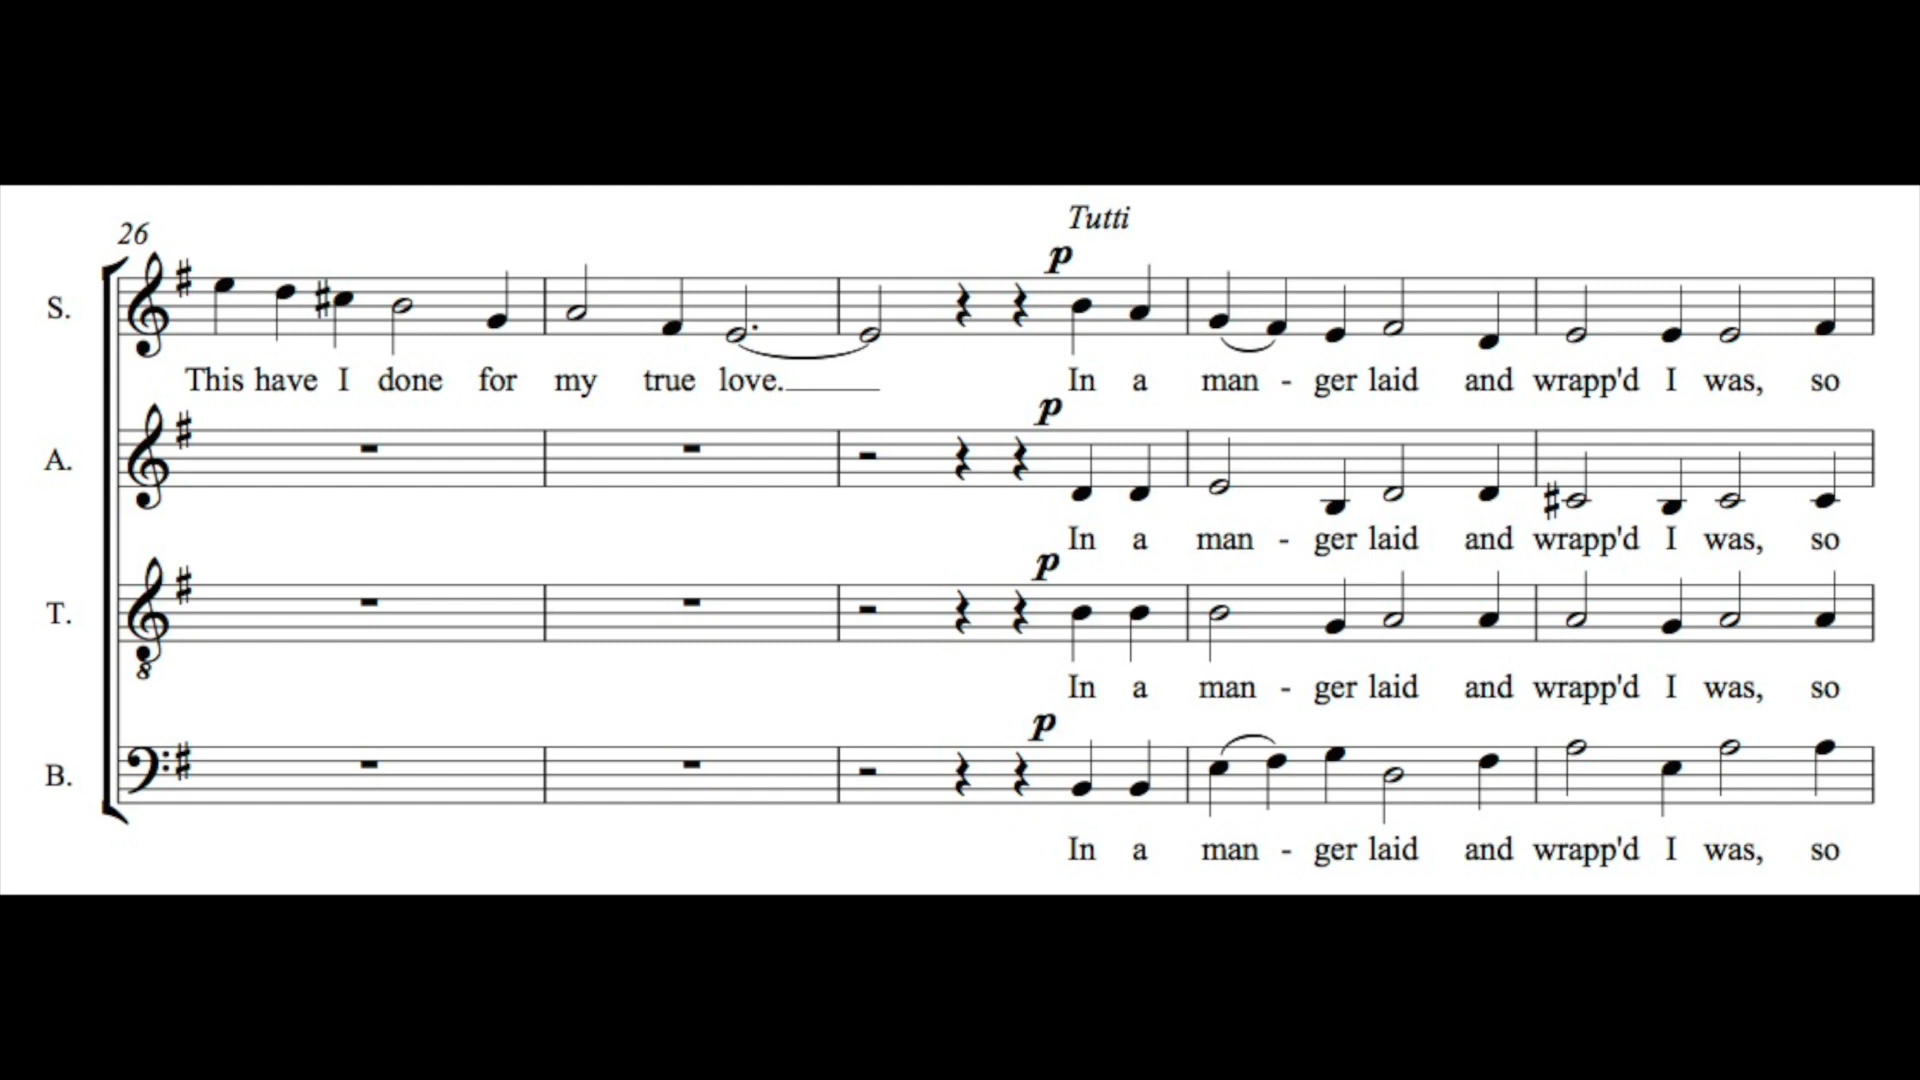 Tutti
26
p
S.
This have I done for my true love. In a man - ger laid and wrapp'd I was, so
p
A.
In a man - ger laid and wrapp'd I was, so
p
T.
8
In a man - ger laid and wrapp'd I was, so
p
B.
In a man - ger laid and wrapp'd I was, so